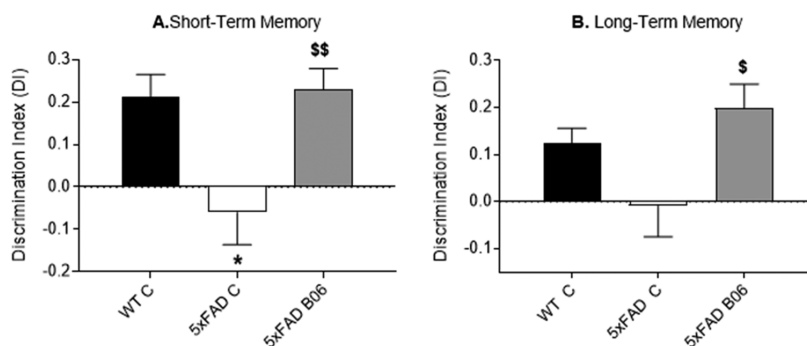 A.Short-Term Memory
Discrimination Index (DI)
0.3
0.2
0.1
0.0
-0.1
-0.2
$$
*
WT C
5xFAD C
5xFAD B06
B. Long-Term Memory
Discrimination Index (DI)
0.3
0.2
0.1
0.0
-0.1
$
WT C
5xFAD C
5xFAD B06